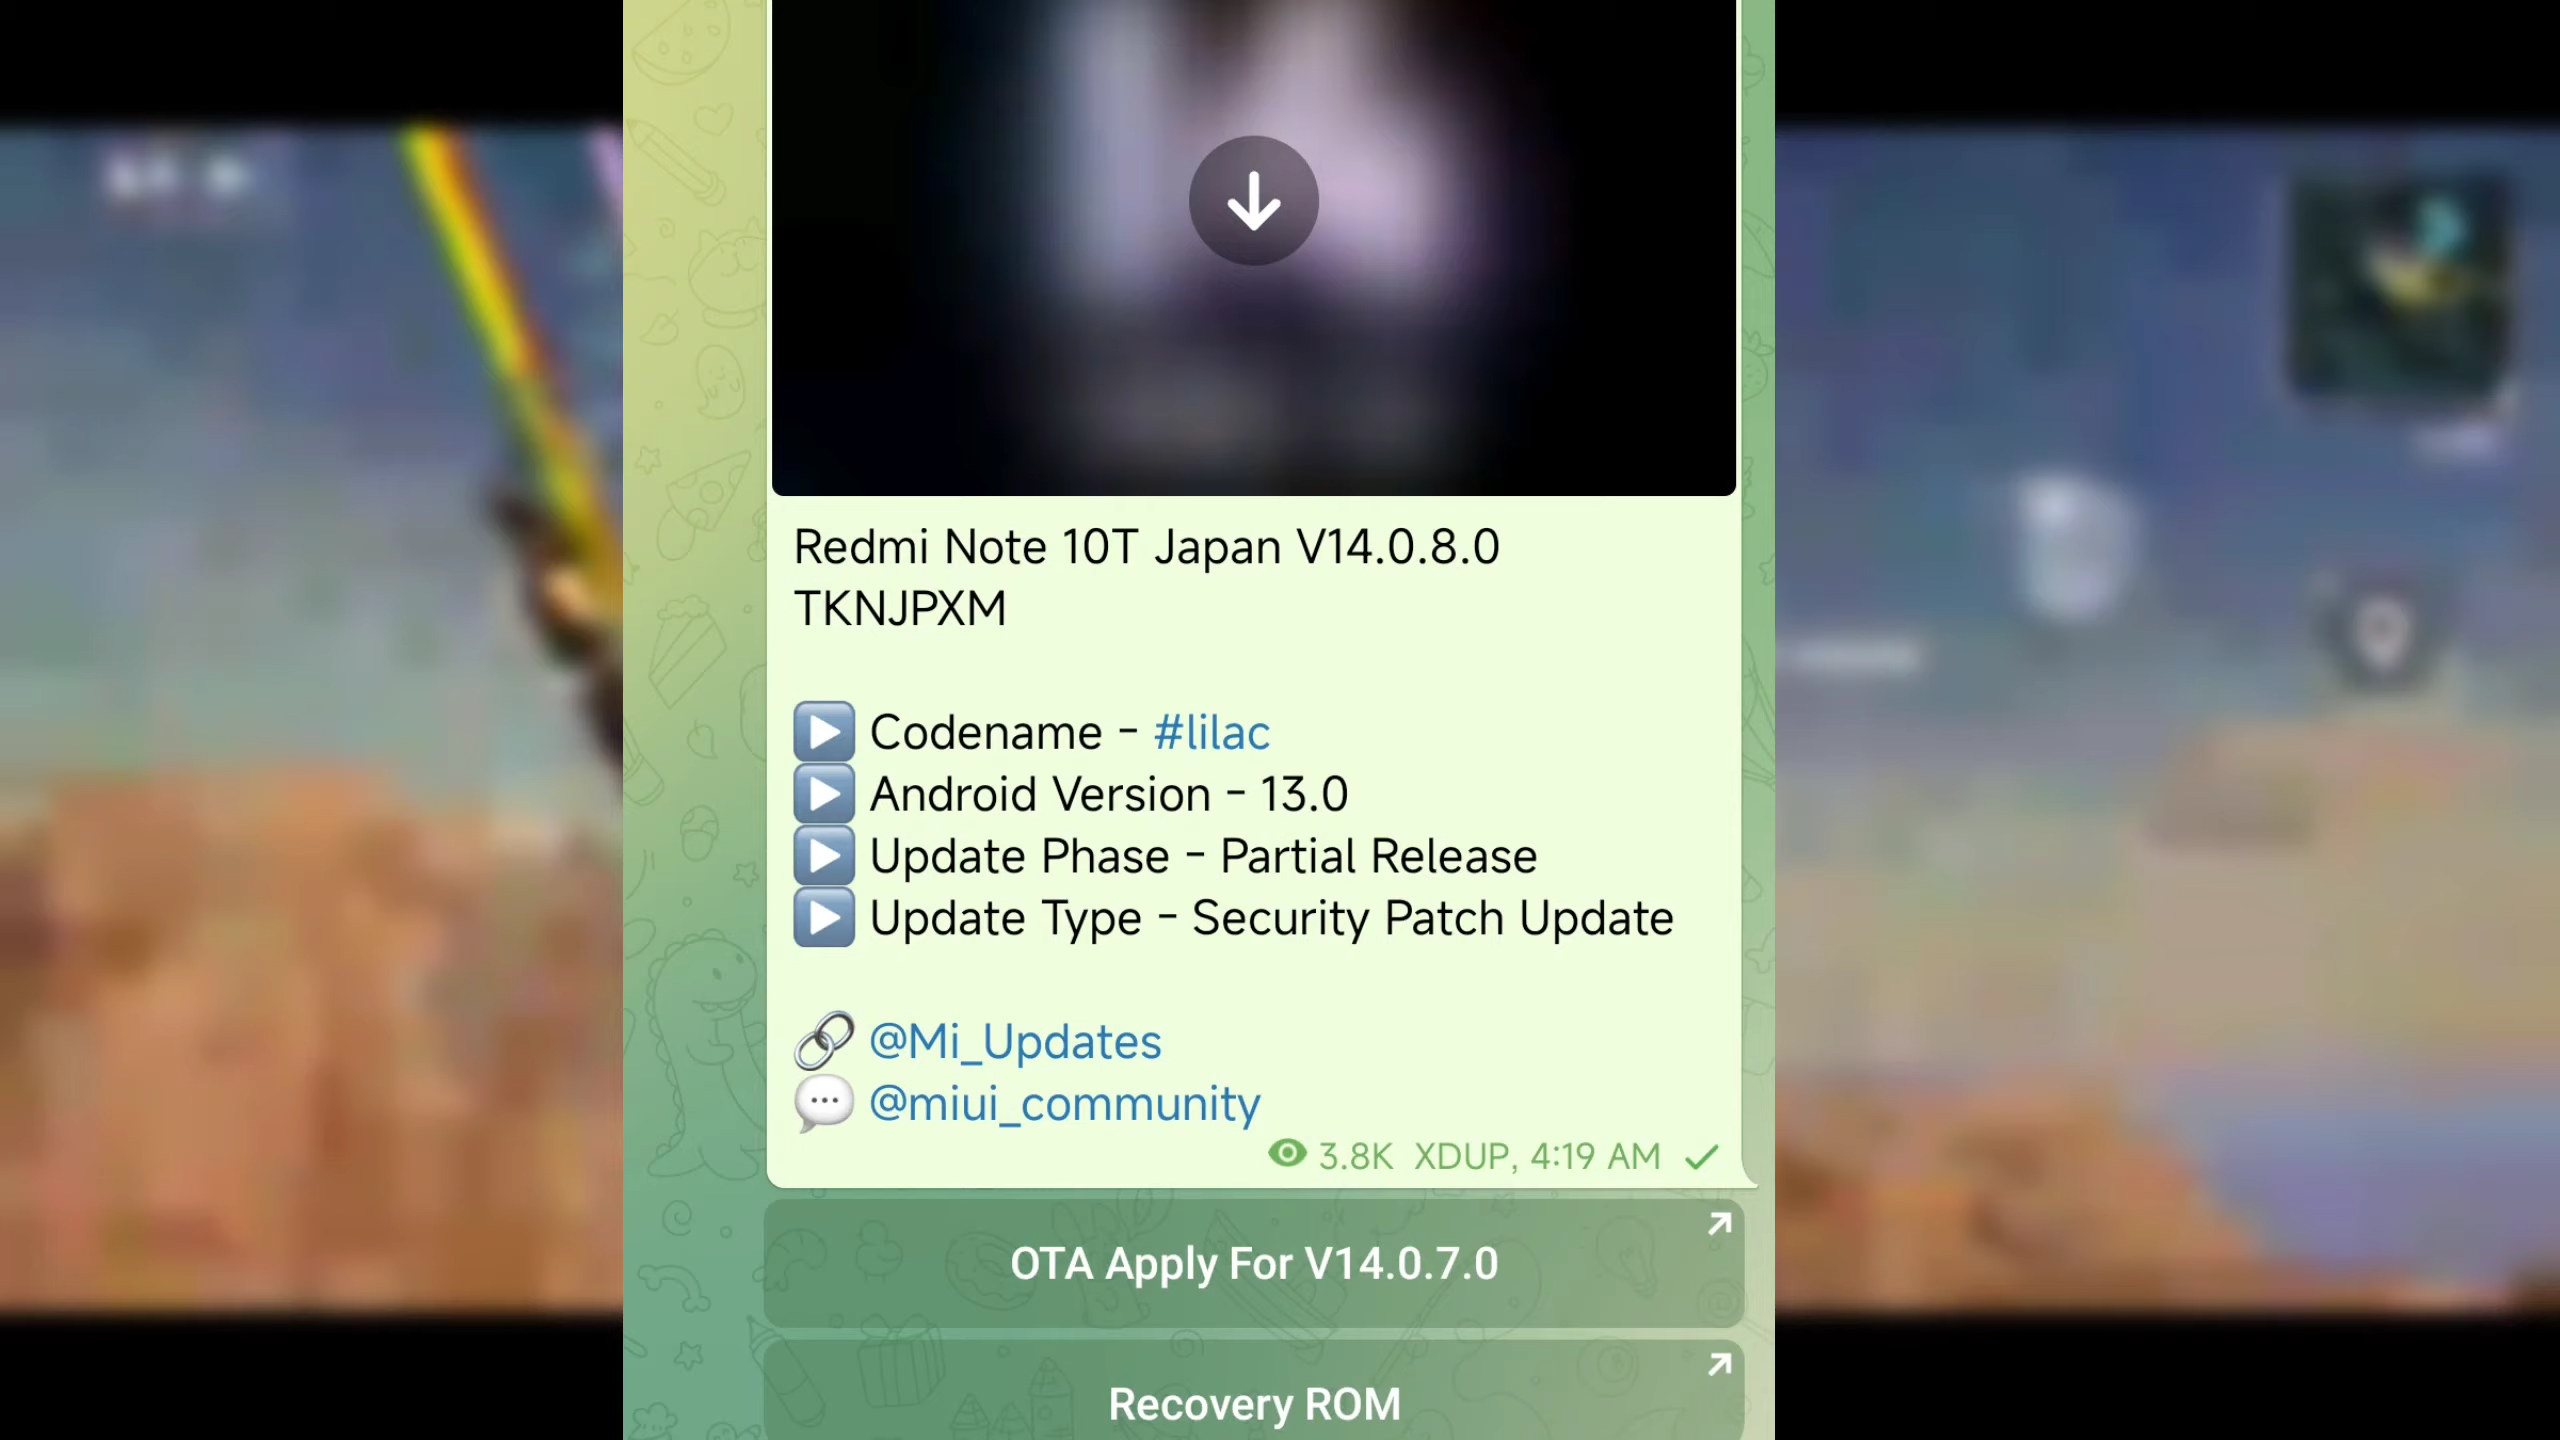 Redmi Note 10T Japan V14.0.8.0
TKNJPXM
Codename - #lilac
Android Version - 13.0
Update Phase - Partial Release
Update Type - Security Patch Update
@Mi_Updates
@miui_community
3.8K XDUP, 4:19 AM
OTA Apply For V14.0.7.0
Recovery ROM